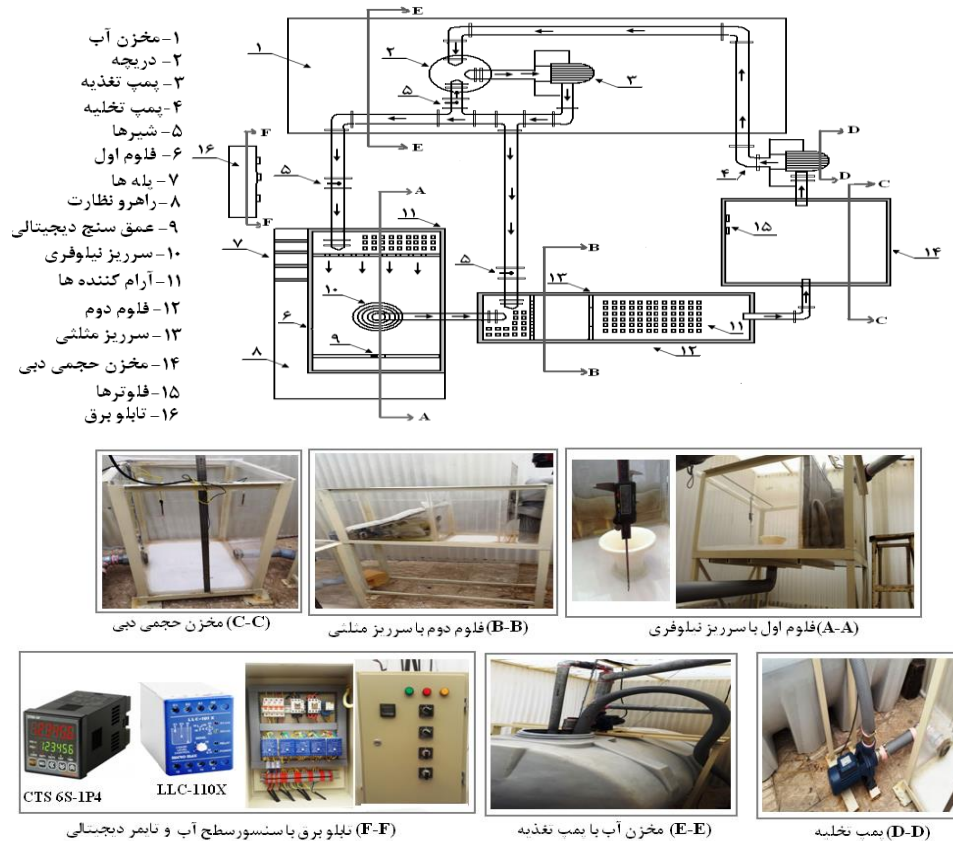 ۱- مخزن آب
۲- دریچه
۳- پمپ تغذیه
۴- پمپ تخلیه
۵- شیرها
۶- فلوم اول
۷- پله ها
۸- راهرو نظارت
۹- عمق سنج دیجیتالی
۱۰- سرریز نیلوفری
۱۱- آرام کننده ها
۱۲- فلوم دوم
۱۳- سرریز مثلثی
۱۴- مخزن حجمی دبی
۱۵- فلوترها
۱۶- تابلو برق
E
۱
۲
۳
۵
E
F
۱۶
F
۵
A
۱۱
۷
۱۰
۶
۹
۸
A
۵
B
۱۳
۱۱
۱۲
B
D
۴
D
C
۱۵
۱۴
C
(C-C) مخزن حجمی دبی
(B-B) فلوم دوم با سرریز مثلثی
(A-A) فلوم اول با سرریز نیلوفری
CTS 6S-1P4
LLC-110X
(F-F) تابلو برق با سنسور سطح آب و تایمر دیجیتالی
(E-E) مخزن آب با پمپ تغذیه
(D-D) پمپ تخلیه